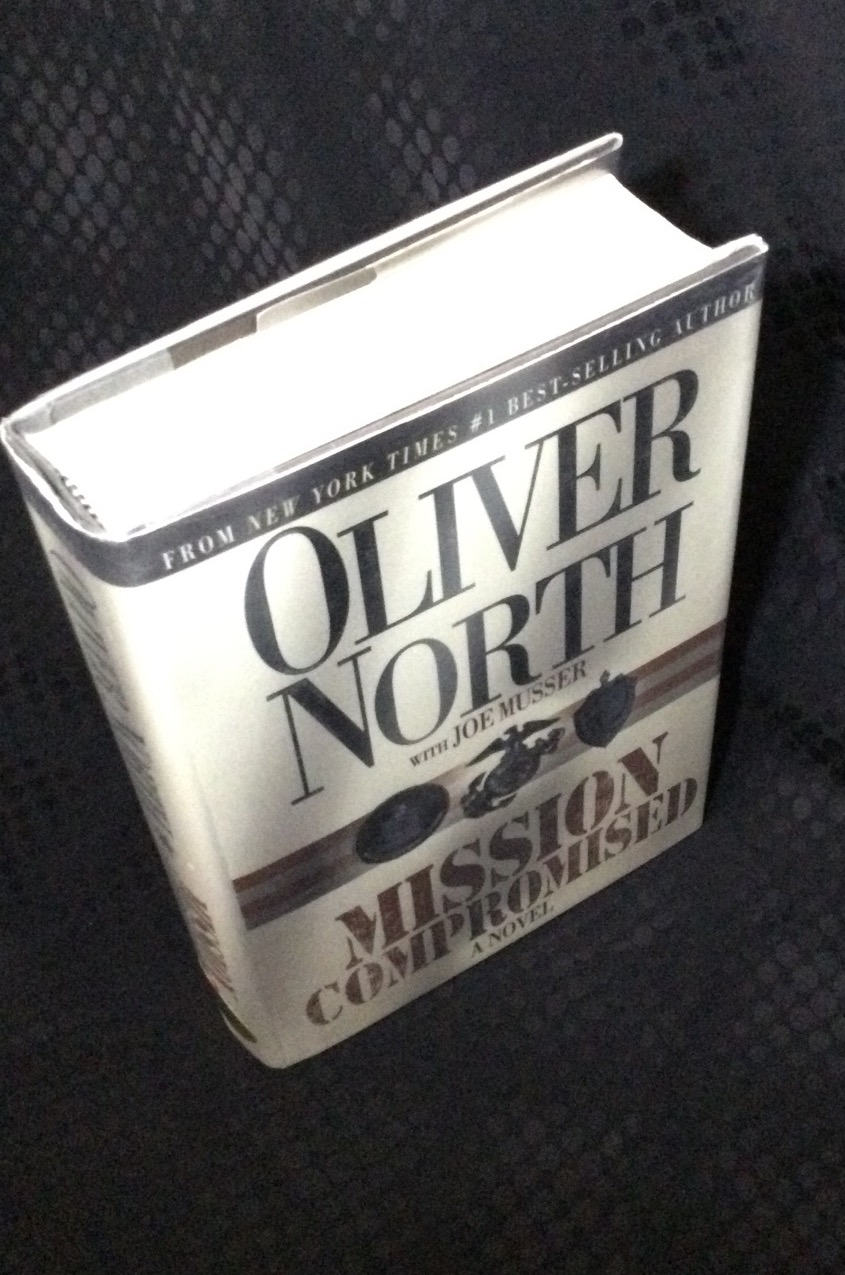 FROM NEW YORK TIMES #1 BEST-SELLING AUTHOR
OLIVER
NORTH
WITH JOE MUSSER
MISSION
COMPROMISED
A NOVEL